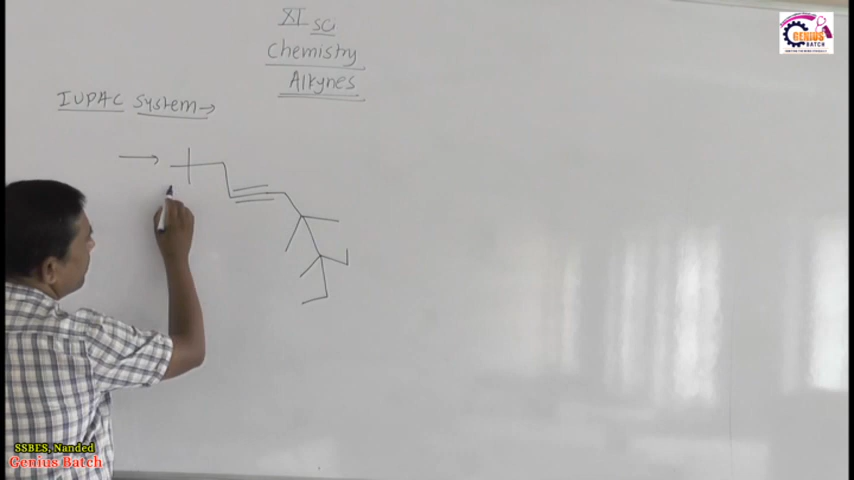 XI SC
Chemistry
Alkynes
IUPAC System
GENIUS
BATCH
SSBES, Nanded
Genius Batch